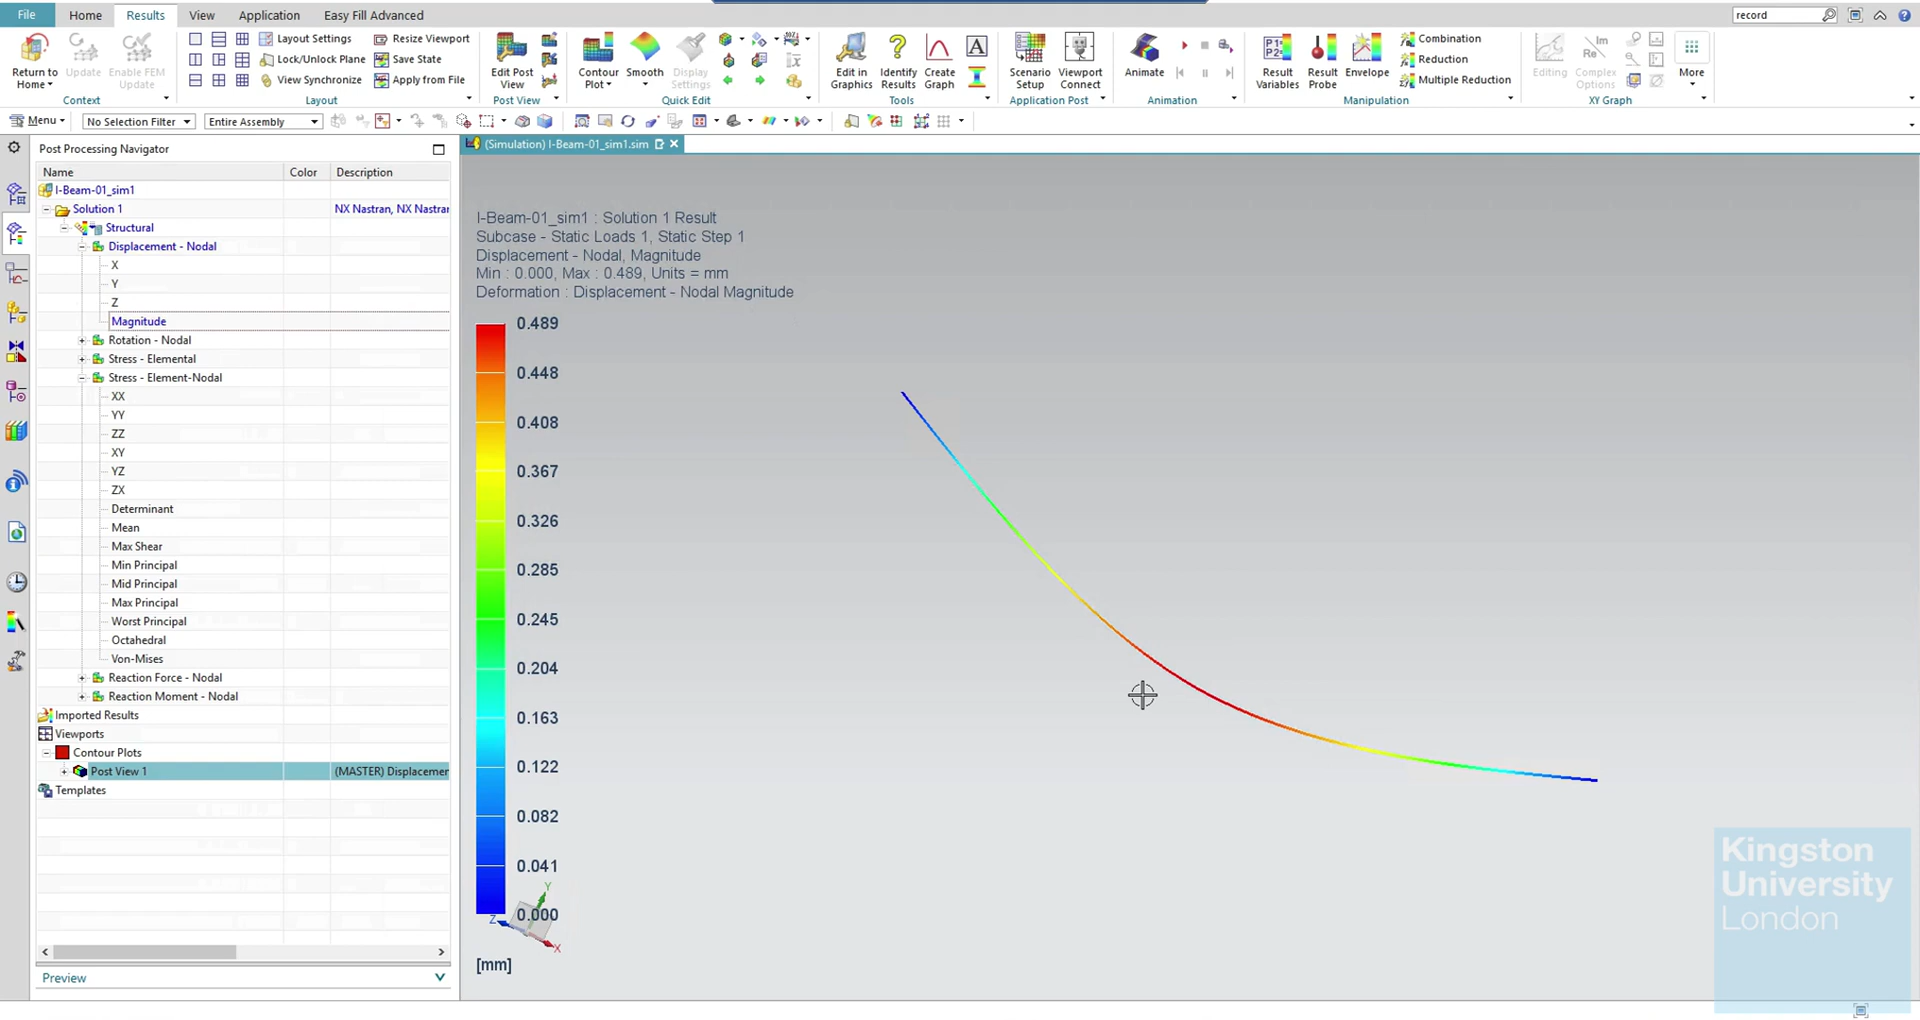 File Home Results View Application Easy Fill Advanced record
Layout Settings Resize Viewport
Lock/Unlock Plane Save State
View Synchronize Apply from File
Return to Home Update Enable FEM Update
Edit Post View Contour Plot Smooth Display Settings
Edit in Graphics Identify Results Create Graph Scenario Setup Viewport Connect
Animate
Result Variables Result Probe Envelope
Combination
Reduction
Multiple Reduction
Editing Complex Options More
Context Layout Post View Quick Edit Tools Application Post Animation Manipulation XY Graph
Menu No Selection Filter Entire Assembly
Post Processing Navigator
(Simulation) I-Beam-01_sim1.sim
Name Color Description
I-Beam-01_sim1
Solution 1 NX Nastran, NX Nastran
Structural
Displacement - Nodal
X
Y
Z
Magnitude
Rotation - Nodal
Stress - Elemental
Stress - Element-Nodal
XX
YY
ZZ
XY
YZ
ZX
Determinant
Mean
Max Shear
Min Principal
Mid Principal
Max Principal
Worst Principal
Octahedral
Von-Mises
Reaction Force - Nodal
Reaction Moment - Nodal
Imported Results
Viewports
Contour Plots
Post View 1 (MASTER) Displacemer
Templates
Preview
I-Beam-01_sim1 : Solution 1 Result
Subcase - Static Loads 1, Static Step 1
Displacement - Nodal, Magnitude
Min : 0.000, Max : 0.489, Units = mm
Deformation : Displacement - Nodal Magnitude
0.489
0.448
0.408
0.367
0.326
0.285
0.245
0.204
0.163
0.122
0.082
0.041
0.000
Y
Z
X
[mm]
Kingston
University
London